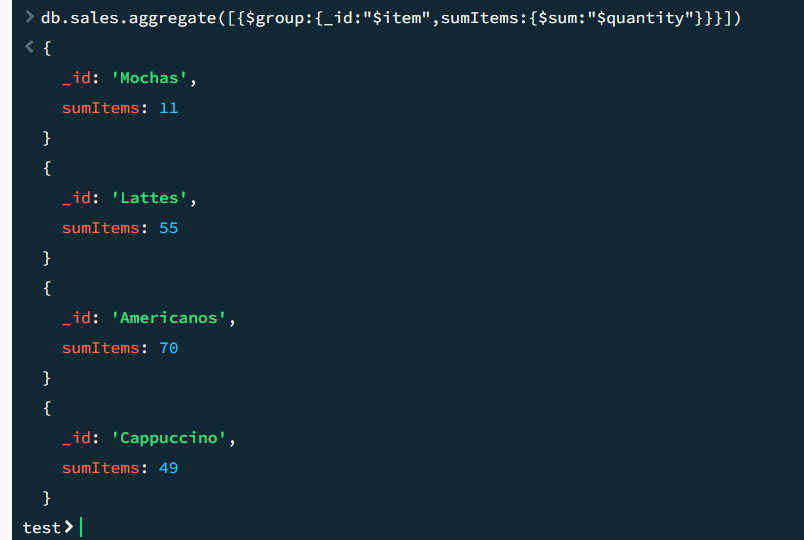 > db.sales.aggregate([{$group:{_id:"$item",sumItems:{$sum:"$quantity"}}}])
< {
_id: 'Mochas',
sumItems: 11
}
{
_id: 'Lattes',
sumItems: 55
}
{
_id: 'Americanos',
sumItems: 70
}
{
_id: 'Cappuccino',
sumItems: 49
}
test>